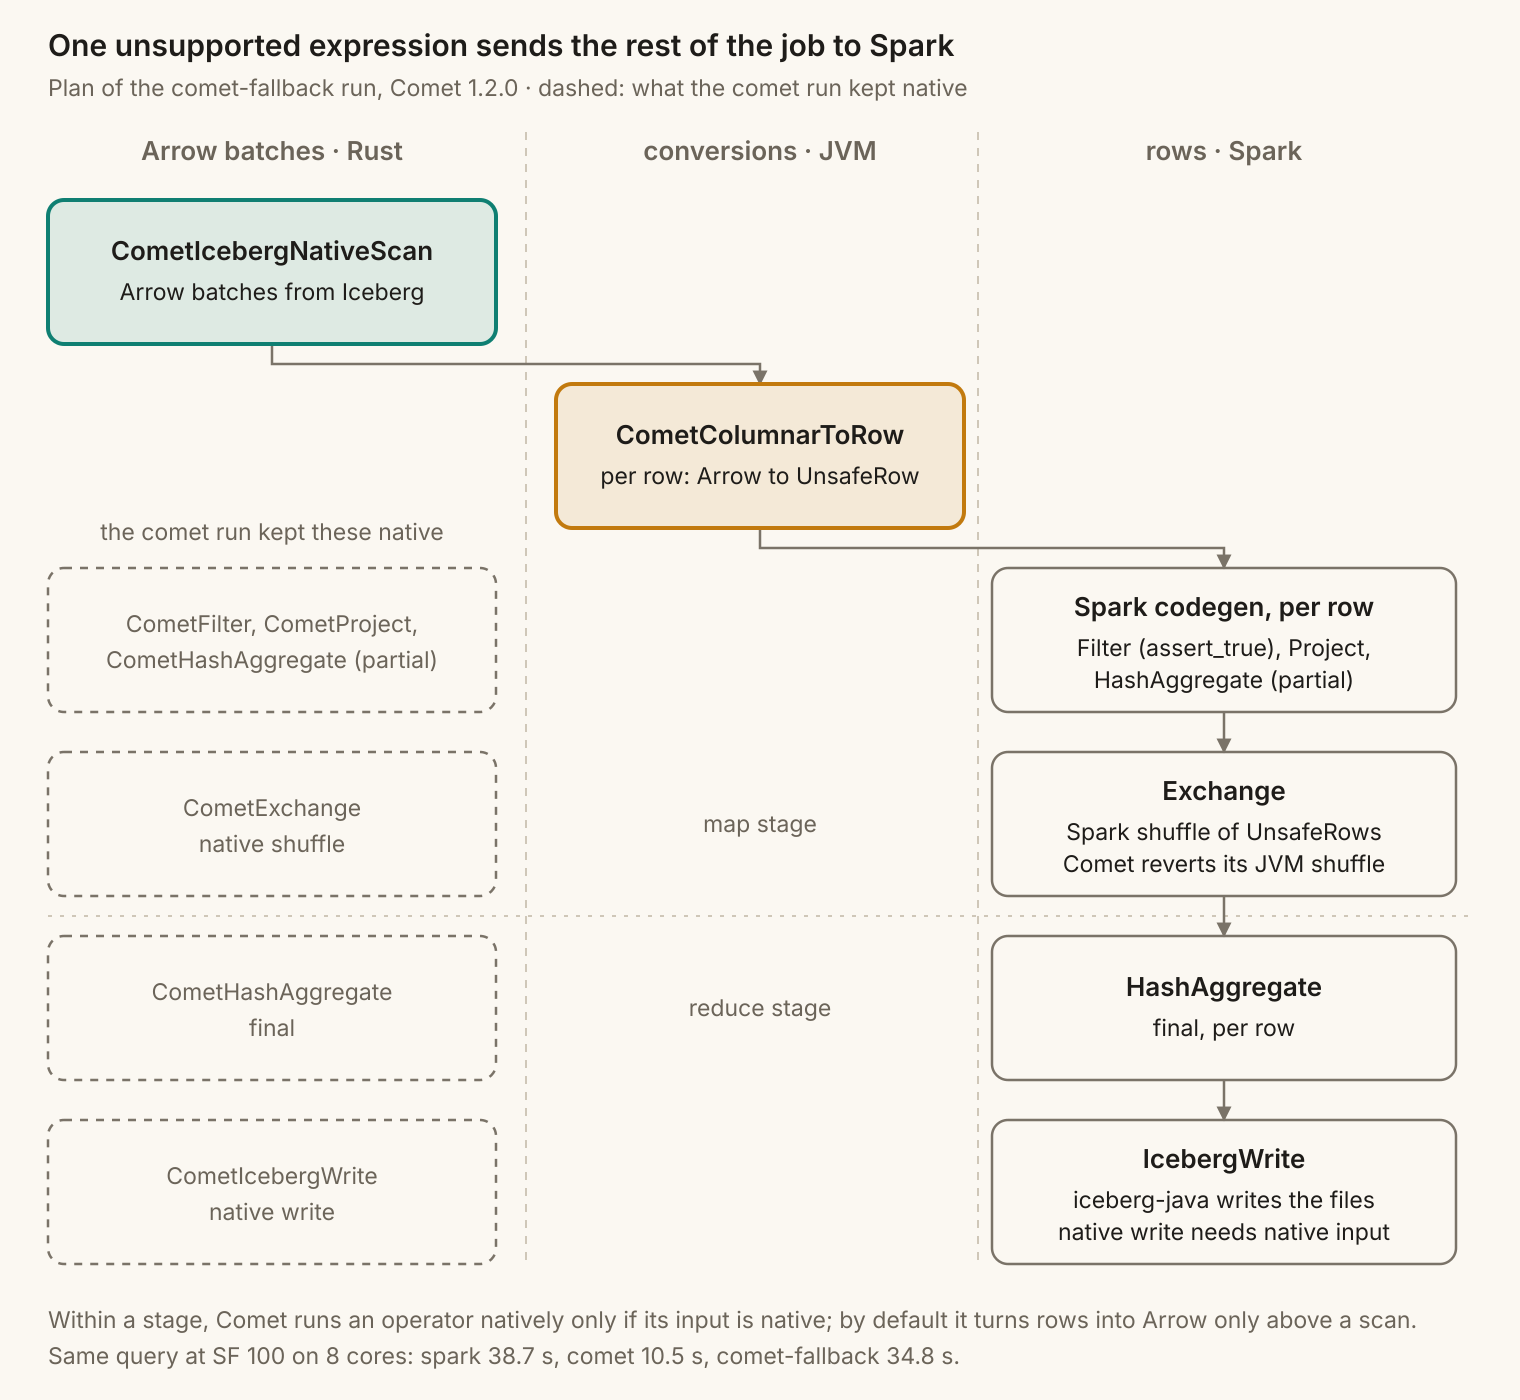 One unsupported expression sends the rest of the job to Spark
Plan of the comet-fallback run, Comet 1.2.0 · dashed: what the comet run kept native
Arrow batches · Rust
conversions · JVM
rows · Spark
CometIcebergNativeScan
Arrow batches from Iceberg
CometColumnarToRow
per row: Arrow to UnsafeRow
the comet run kept these native
CometFilter, CometProject,
CometHashAggregate (partial)
Spark codegen, per row
Filter (assert_true), Project,
HashAggregate (partial)
CometExchange
native shuffle
map stage
Exchange
Spark shuffle of UnsafeRows
Comet reverts its JVM shuffle
CometHashAggregate
final
reduce stage
HashAggregate
final, per row
CometIcebergWrite
native write
IcebergWrite
iceberg-java writes the files
native write needs native input
Within a stage, Comet runs an operator natively only if its input is native; by default it turns rows into Arrow only above a scan.
Same query at SF 100 on 8 cores: spark 38.7 s, comet 10.5 s, comet-fallback 34.8 s.